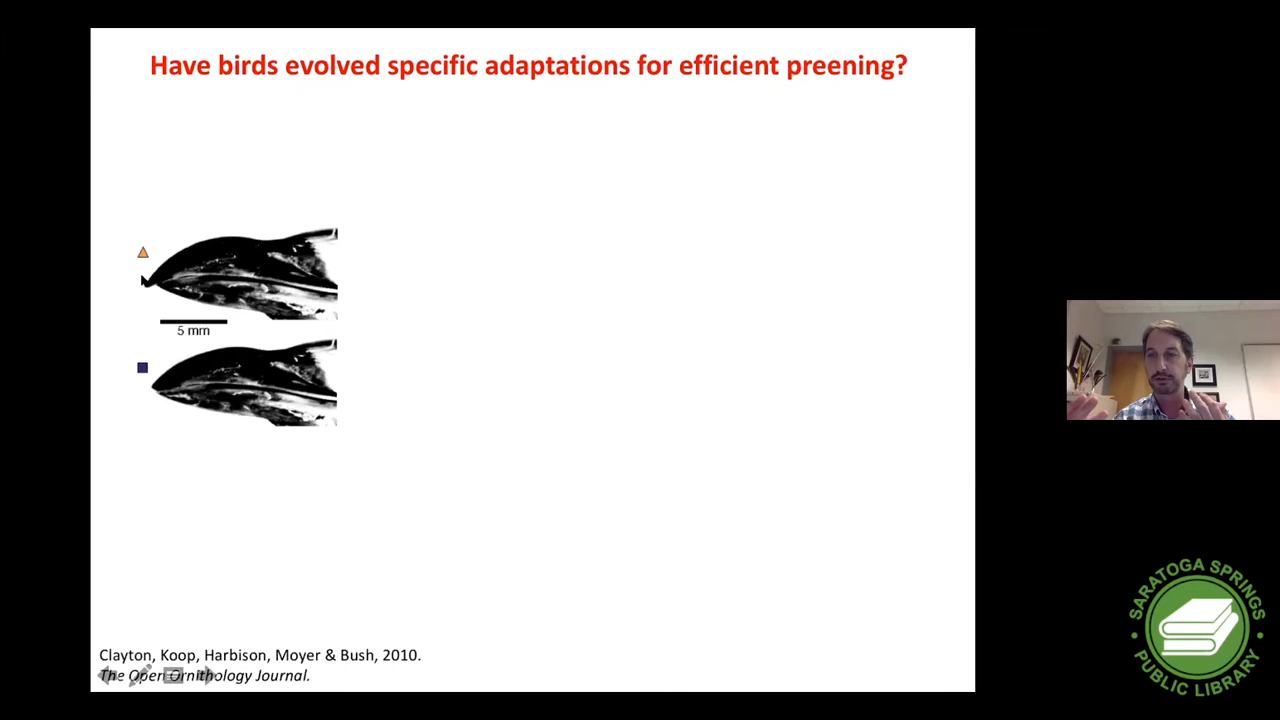 Have birds evolved specific adaptations for efficient preening?
5 mm
Clayton, Koop, Harbison, Moyer & Bush, 2010.
The Open Ornithology Journal.
SARATOGA SPRINGS
PUBLIC LIBRARY